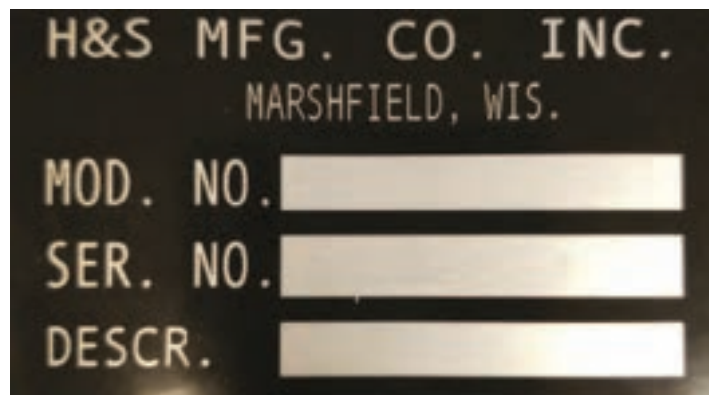 H&S MFG. CO. INC.
MARSHFIELD, WIS.
MOD. NO.
SER. NO.
DESCR.